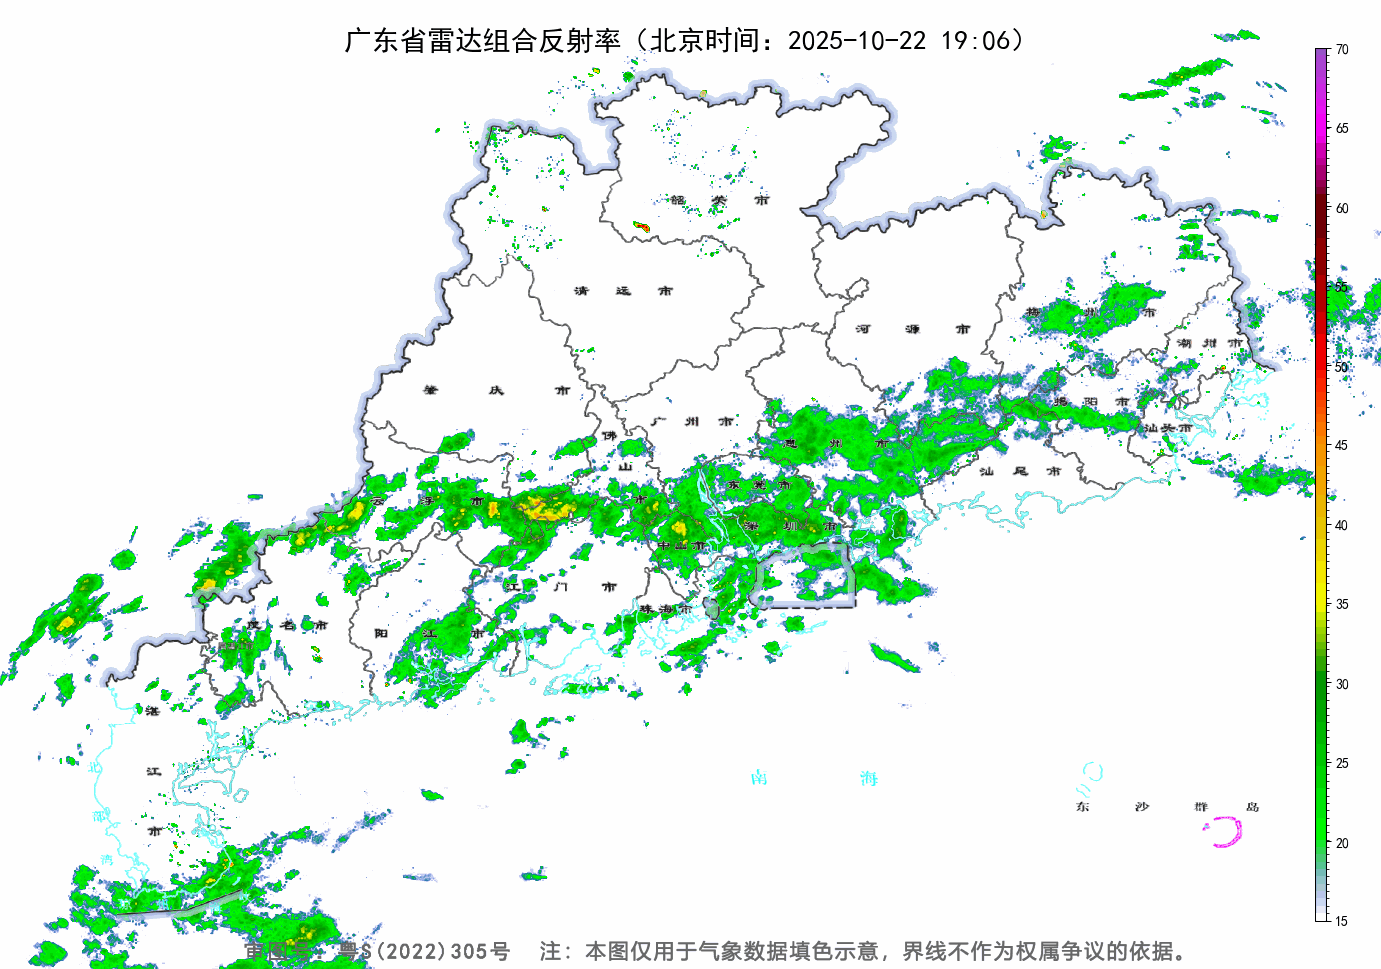 广东省雷达组合反射率（北京时间：2025-10-22 19:06）
70
65
60
55
50
45
40
35
30
25
20
15
韶 关 市
清 远 市
河 源 市
梅 州 市
潮 州 市
肇 庆 市
广 州 市
揭 阳 市
汕头市
佛
山
市
惠 州 市
汕 尾 市
东 莞 市
云 浮 市
深 圳 市
中山市
江 门 市
珠海市
茂 名 市
阳 江 市
湛
江
市
北
部
湾
南 海
东 沙 群 岛
审图号：粤S(2022)305号 注：本图仅用于气象数据填色示意，界线不作为权属争议的依据。